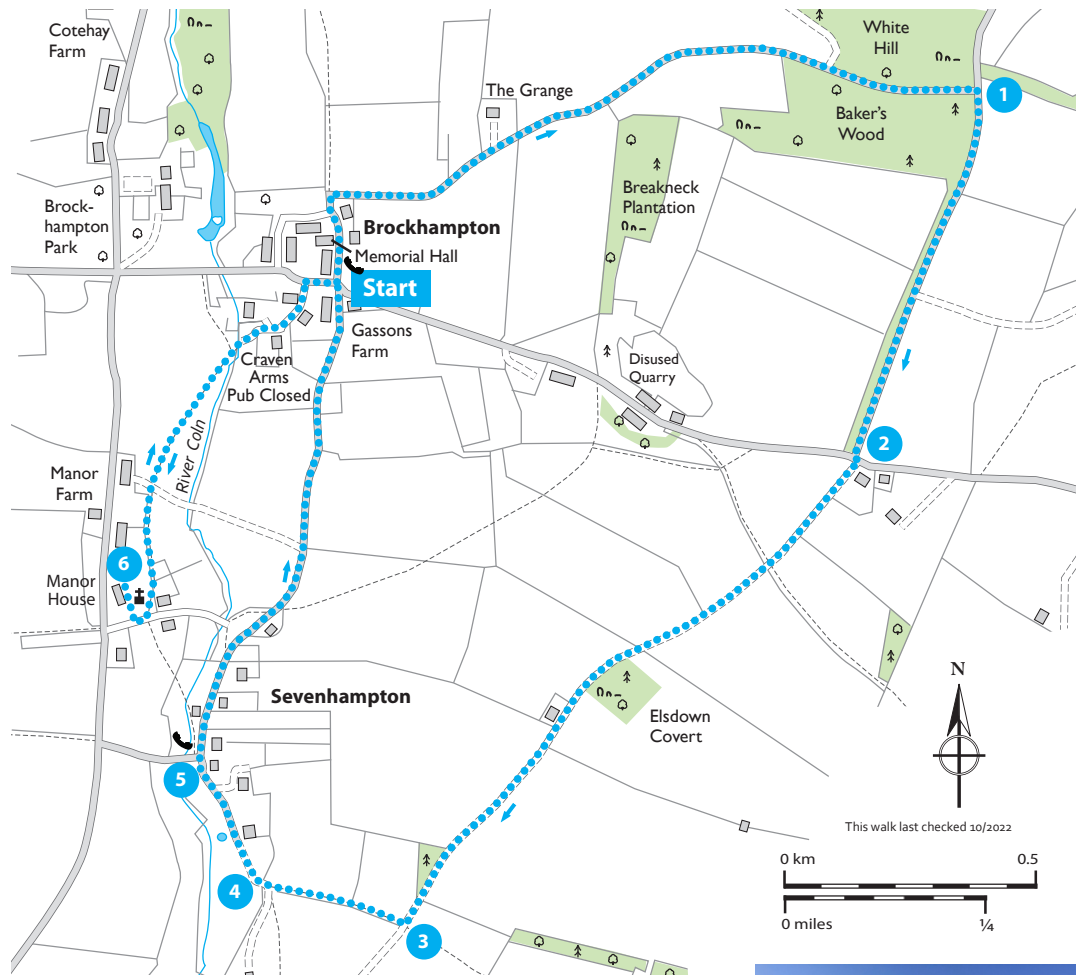 Cotehay
Farm
White
Hill
The Grange
1
Baker's
Wood
Breakneck
Plantation
Brock-
hampton
Park
Brockhampton
Memorial Hall
Start
Gassons
Farm
Craven
Arms
Pub Closed
Disused
Quarry
2
River Coln
Manor
Farm
6
Manor
House
Sevenhampton
Elsdown
Covert
N
5
This walk last checked 10/2022
0 km 0.5
4
0 miles ¼
3